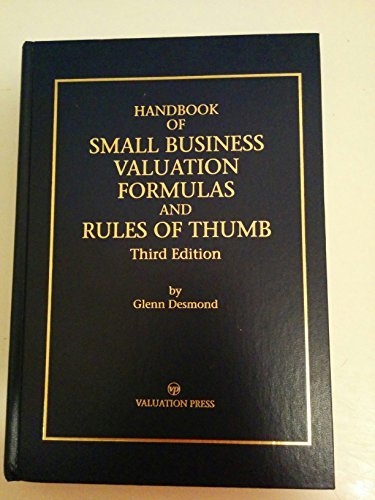 HANDBOOK
OF
SMALL BUSINESS
VALUATION
FORMULAS
AND
RULES OF THUMB
Third Edition
by
Glenn Desmond
vp
VALUATION PRESS